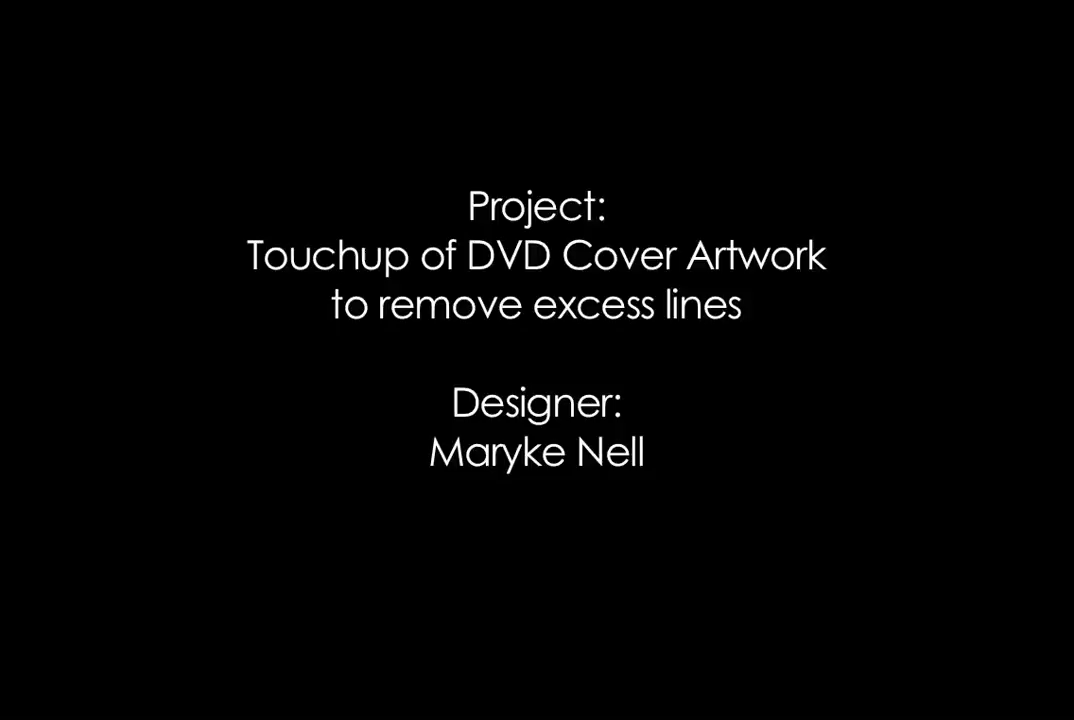 Project:
Touchup of DVD Cover Artwork
to remove excess lines
Designer:
Maryke Nell